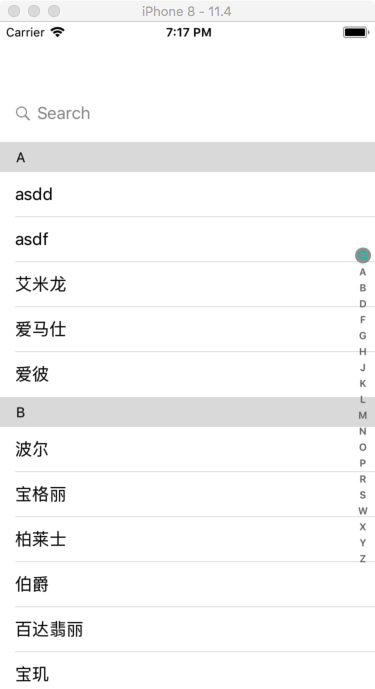 iPhone 8 - 11.4
Carrier 7:17 PM
Search
A
asdd
asdf
艾米龙
爱马仕
爱彼
B
波尔
宝格丽
柏莱士
伯爵
百达翡丽
宝玑
A
B
D
F
G
H
J
K
L
M
N
O
P
R
S
W
X
Y
Z